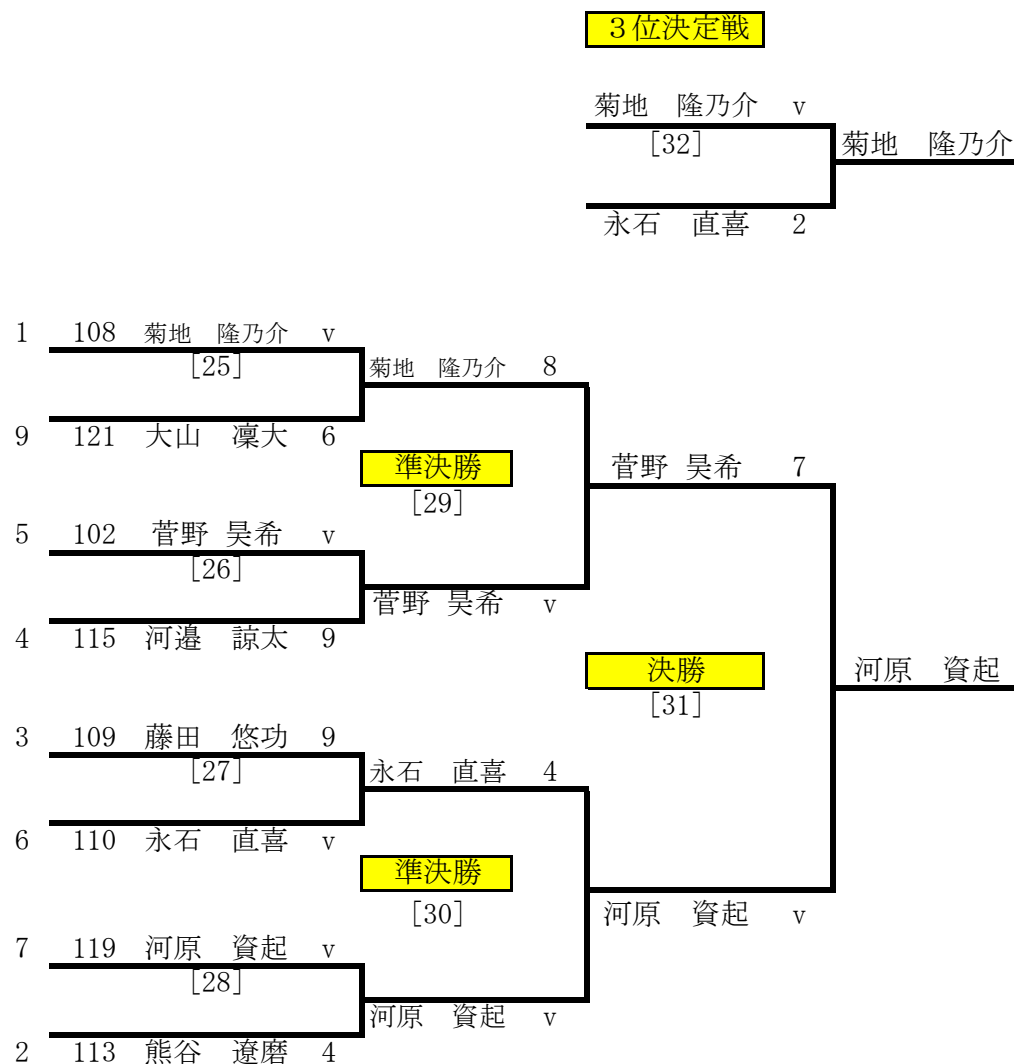 ３位決定戦
菊地　隆乃介　v
[32]
菊地　隆乃介
永石　直喜　2
1　108　菊地　隆乃介　v
[25]
菊地　隆乃介　8
9　121　大山　凜大　6
準決勝
[29]
菅野 昊希　7
5　102　菅野 昊希　v
[26]
菅野 昊希　v
4　115　河邉　諒太　9
決勝
[31]
河原　資起
3　109　藤田　悠功　9
[27]
永石　直喜　4
6　110　永石　直喜　v
準決勝
[30]
河原　資起　v
7　119　河原　資起　v
[28]
河原　資起　v
2　113　熊谷　遼磨　4